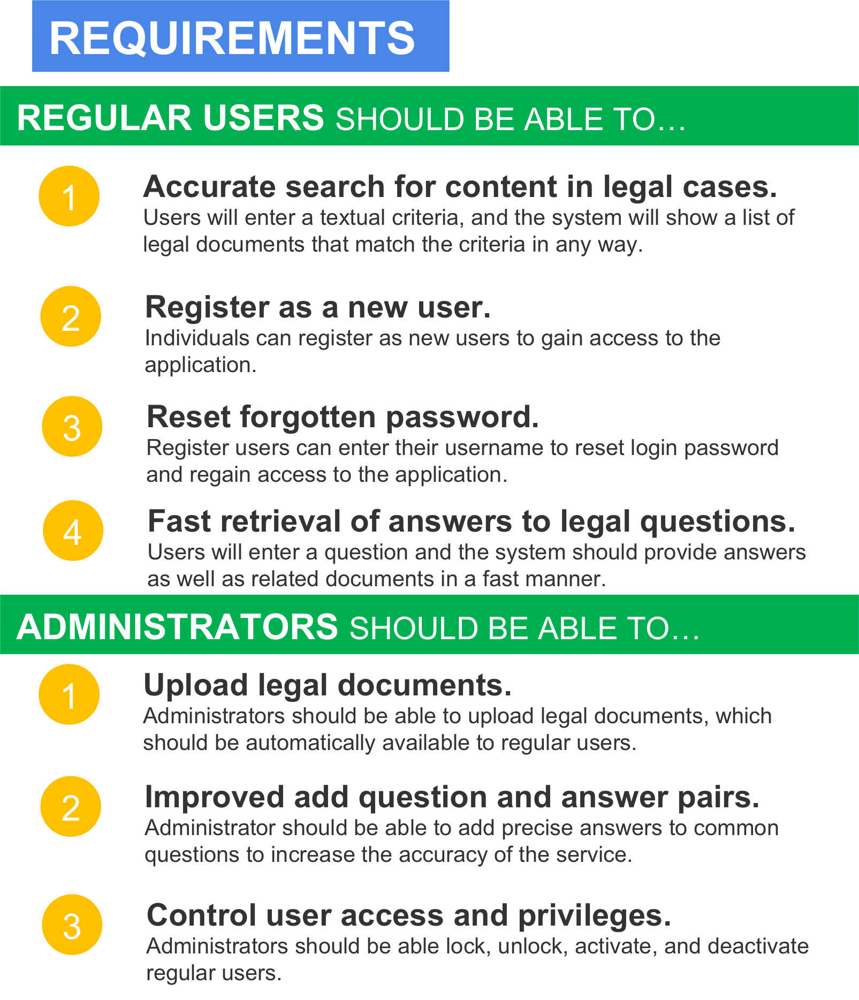 REQUIREMENTS
REGULAR USERS SHOULD BE ABLE TO…
1
Accurate search for content in legal cases.
Users will enter a textual criteria, and the system will show a list of
legal documents that match the criteria in any way.
2
Register as a new user.
Individuals can register as new users to gain access to the
application.
3
Reset forgotten password.
Register users can enter their username to reset login password
and regain access to the application.
4
Fast retrieval of answers to legal questions.
Users will enter a question and the system should provide answers
as well as related documents in a fast manner.
ADMINISTRATORS SHOULD BE ABLE TO…
1
Upload legal documents.
Administrators should be able to upload legal documents, which
should be automatically available to regular users.
2
Improved add question and answer pairs.
Administrator should be able to add precise answers to common
questions to increase the accuracy of the service.
3
Control user access and privileges.
Administrators should be able lock, unlock, activate, and deactivate
regular users.